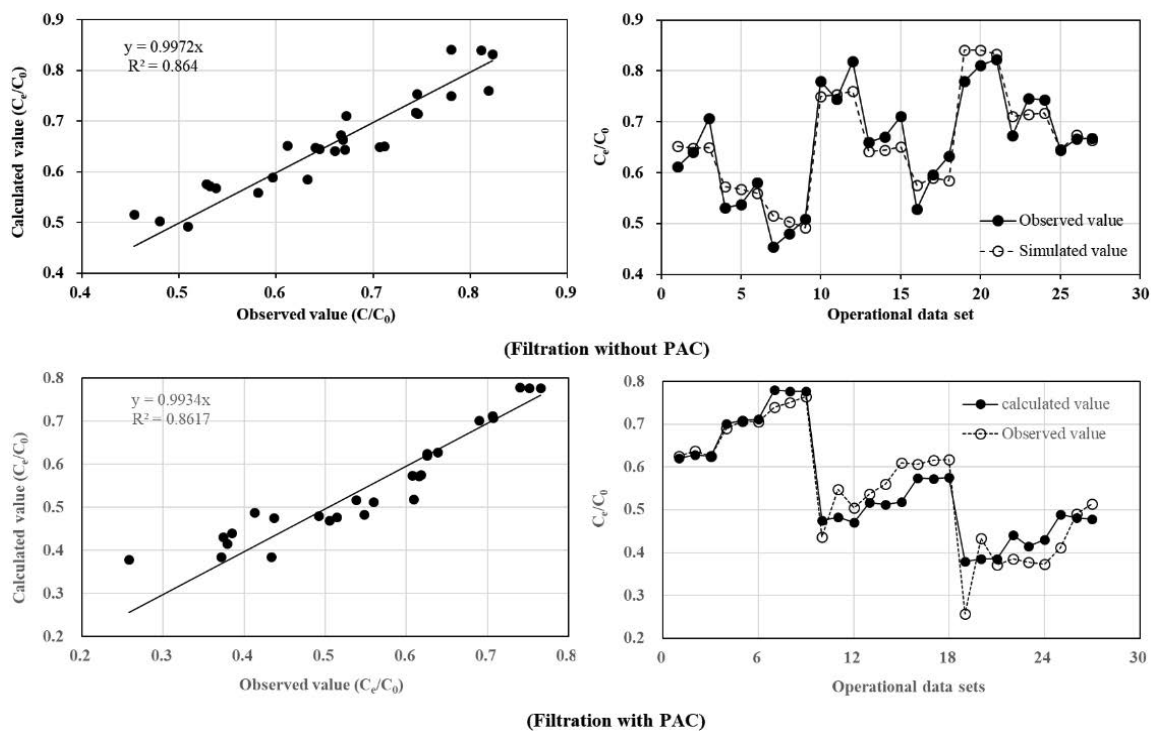 0.9
0.8
0.7
0.6
0.5
0.4
Calculated value (Cₑ/C₀)
y = 0.9972x
R² = 0.864
0.4 0.5 0.6 0.7 0.8 0.9
Observed value (C/C₀)
0.9
0.8
0.7
0.6
0.5
0.4
Cₑ/C₀
Observed value
Simulated value
0 5 10 15 20 25 30
Operational data set
(Filtration without PAC)
0.8
0.7
0.6
0.5
0.4
0.3
0.2
Calculated value (Cₑ/C₀)
y = 0.9934x
R² = 0.8617
0.2 0.3 0.4 0.5 0.6 0.7 0.8
Observed value (Cₑ/C₀)
0.8
0.7
0.6
0.5
0.4
0.3
0.2
Cₑ/C₀
calculated value
Observed value
0 6 12 18 24 30
Operational data sets
(Filtration with PAC)